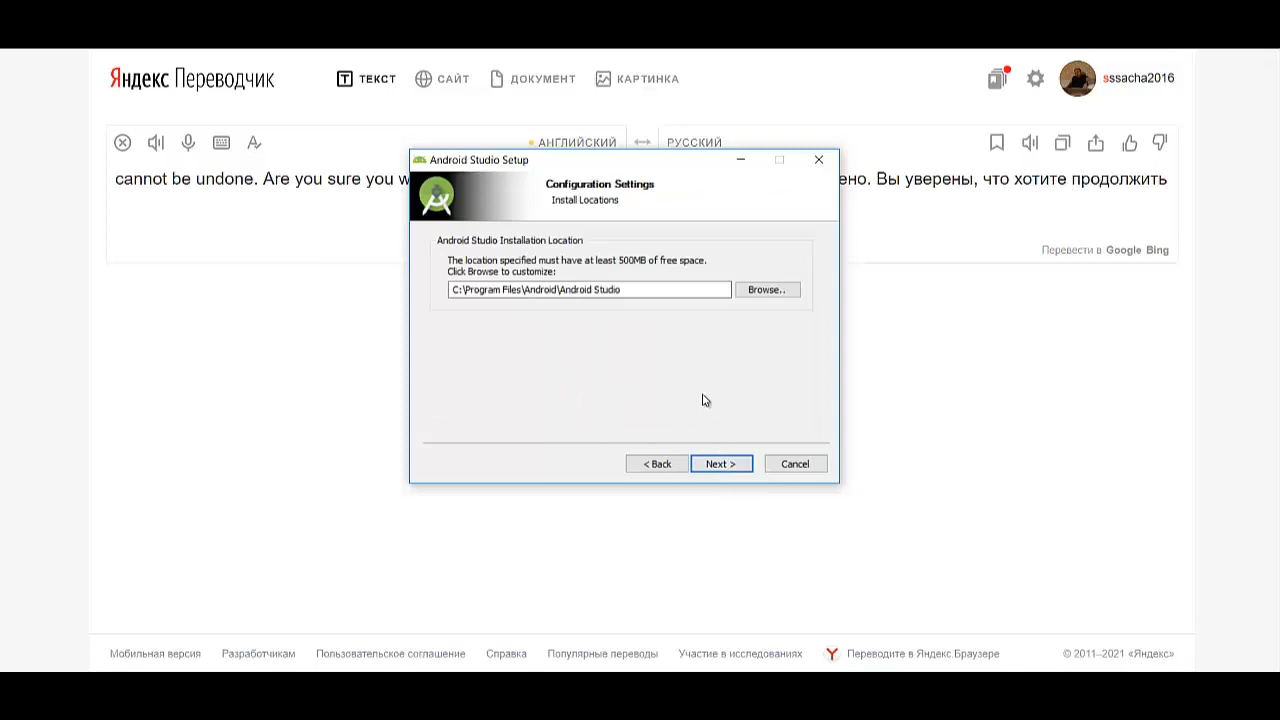 Яндекс Переводчик
ТЕКСТ
САЙТ
ДОКУМЕНТ
КАРТИНКА
sssacha2016
АНГЛИЙСКИЙ
РУССКИЙ
cannot be undone. Are you sure you
ено. Вы уверены, что хотите продолжить
Перевести в Google Bing
Android Studio Setup
Configuration Settings
Install Locations
Android Studio Installation Location
The location specified must have at least 500MB of free space.
Click Browse to customize:
C:\Program Files\Android\Android Studio
Browse..
< Back
Next >
Cancel
Мобильная версия
Разработчикам
Пользовательское соглашение
Справка
Популярные переводы
Участие в исследованиях
Переводите в Яндекс.Браузере
© 2011–2021 «Яндекс»